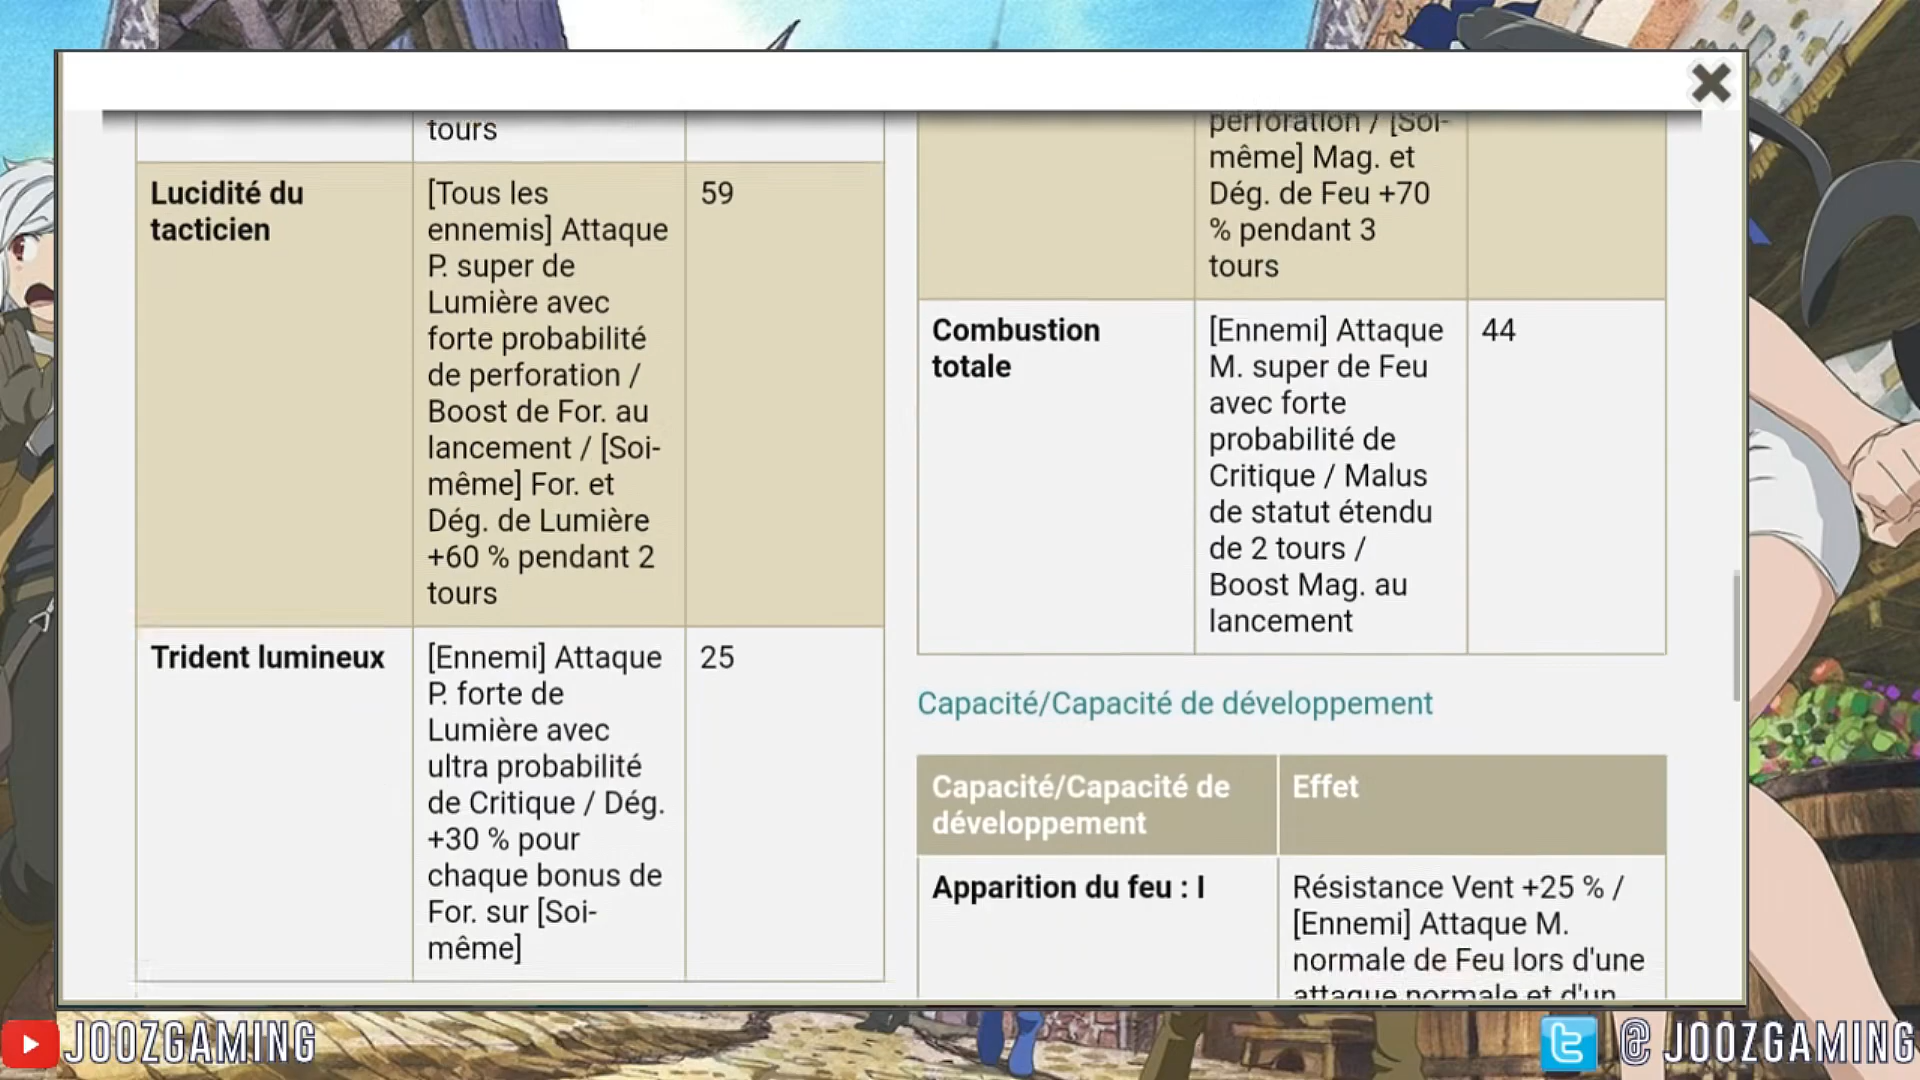 tours
Lucidité du
tacticien
[Tous les
ennemis] Attaque
P. super de
Lumière avec
forte probabilité
de perforation /
Boost de For. au
lancement / [Soi-
même] For. et
Dég. de Lumière
+60 % pendant 2
tours
59
Trident lumineux
[Ennemi] Attaque
P. forte de
Lumière avec
ultra probabilité
de Critique / Dég.
+30 % pour
chaque bonus de
For. sur [Soi-
même]
25
perforation / [Soi-
même] Mag. et
Dég. de Feu +70
% pendant 3
tours
Combustion
totale
[Ennemi] Attaque
M. super de Feu
avec forte
probabilité de
Critique / Malus
de statut étendu
de 2 tours /
Boost Mag. au
lancement
44
Capacité/Capacité de développement
Capacité/Capacité de
développement
Effet
Apparition du feu : I
Résistance Vent +25 % /
[Ennemi] Attaque M.
normale de Feu lors d'une
attaque normale et d'un
JOOZGAMING
@ JOOZGAMING